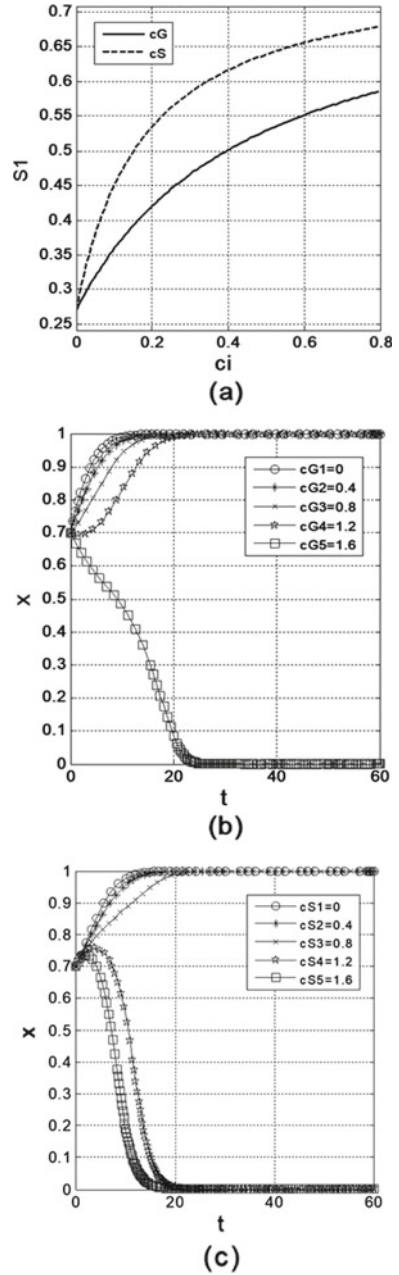 0.7
0.65
0.6
0.55
0.5
0.45
0.4
0.35
0.3
0.25
S1
cG
cS
0 0.2 0.4 0.6 0.8
ci
(a)
1
0.9
0.8
0.7
0.6
0.5
0.4
0.3
0.2
0.1
0
x
cG1=0
cG2=0.4
cG3=0.8
cG4=1.2
cG5=1.6
0 20 40 60
t
(b)
1
0.9
0.8
0.7
0.6
0.5
0.4
0.3
0.2
0.1
0
x
cS1=0
cS2=0.4
cS3=0.8
cS4=1.2
cS5=1.6
0 20 40 60
t
(c)